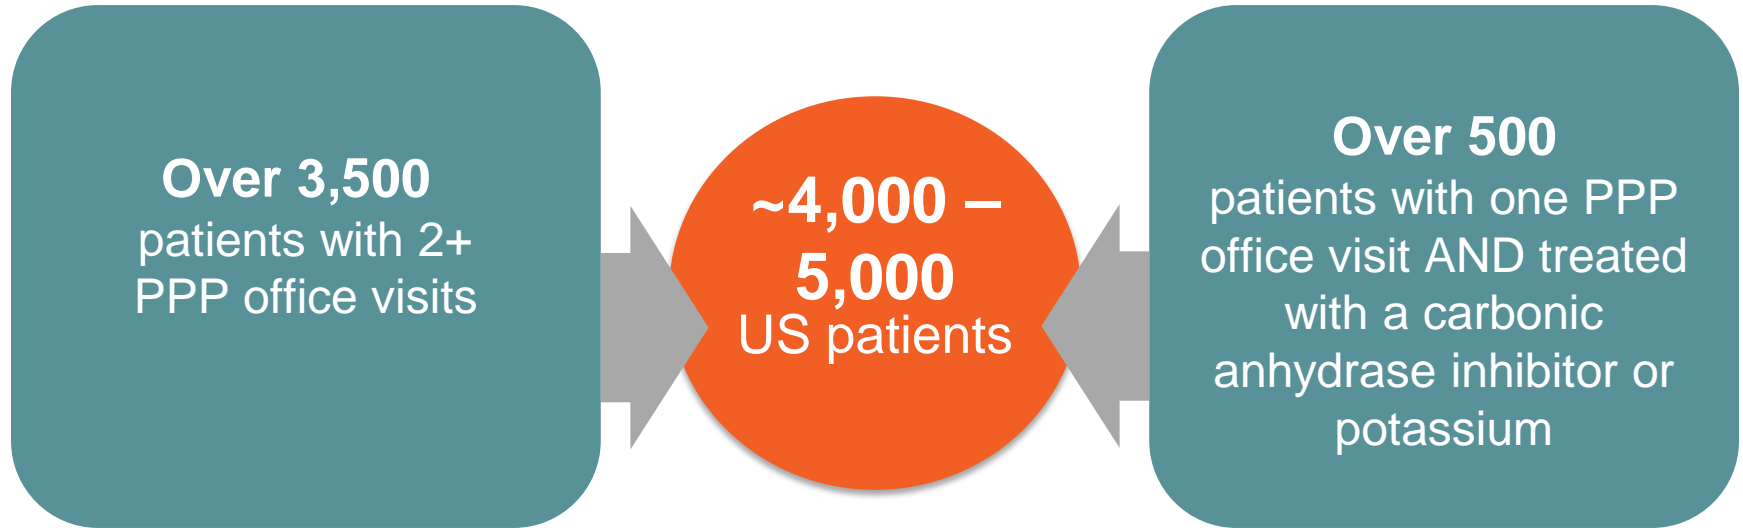 Over 3,500
patients with 2+
PPP office visits
~4,000 –
5,000
US patients
Over 500
patients with one PPP
office visit AND treated
with a carbonic
anhydrase inhibitor or
potassium